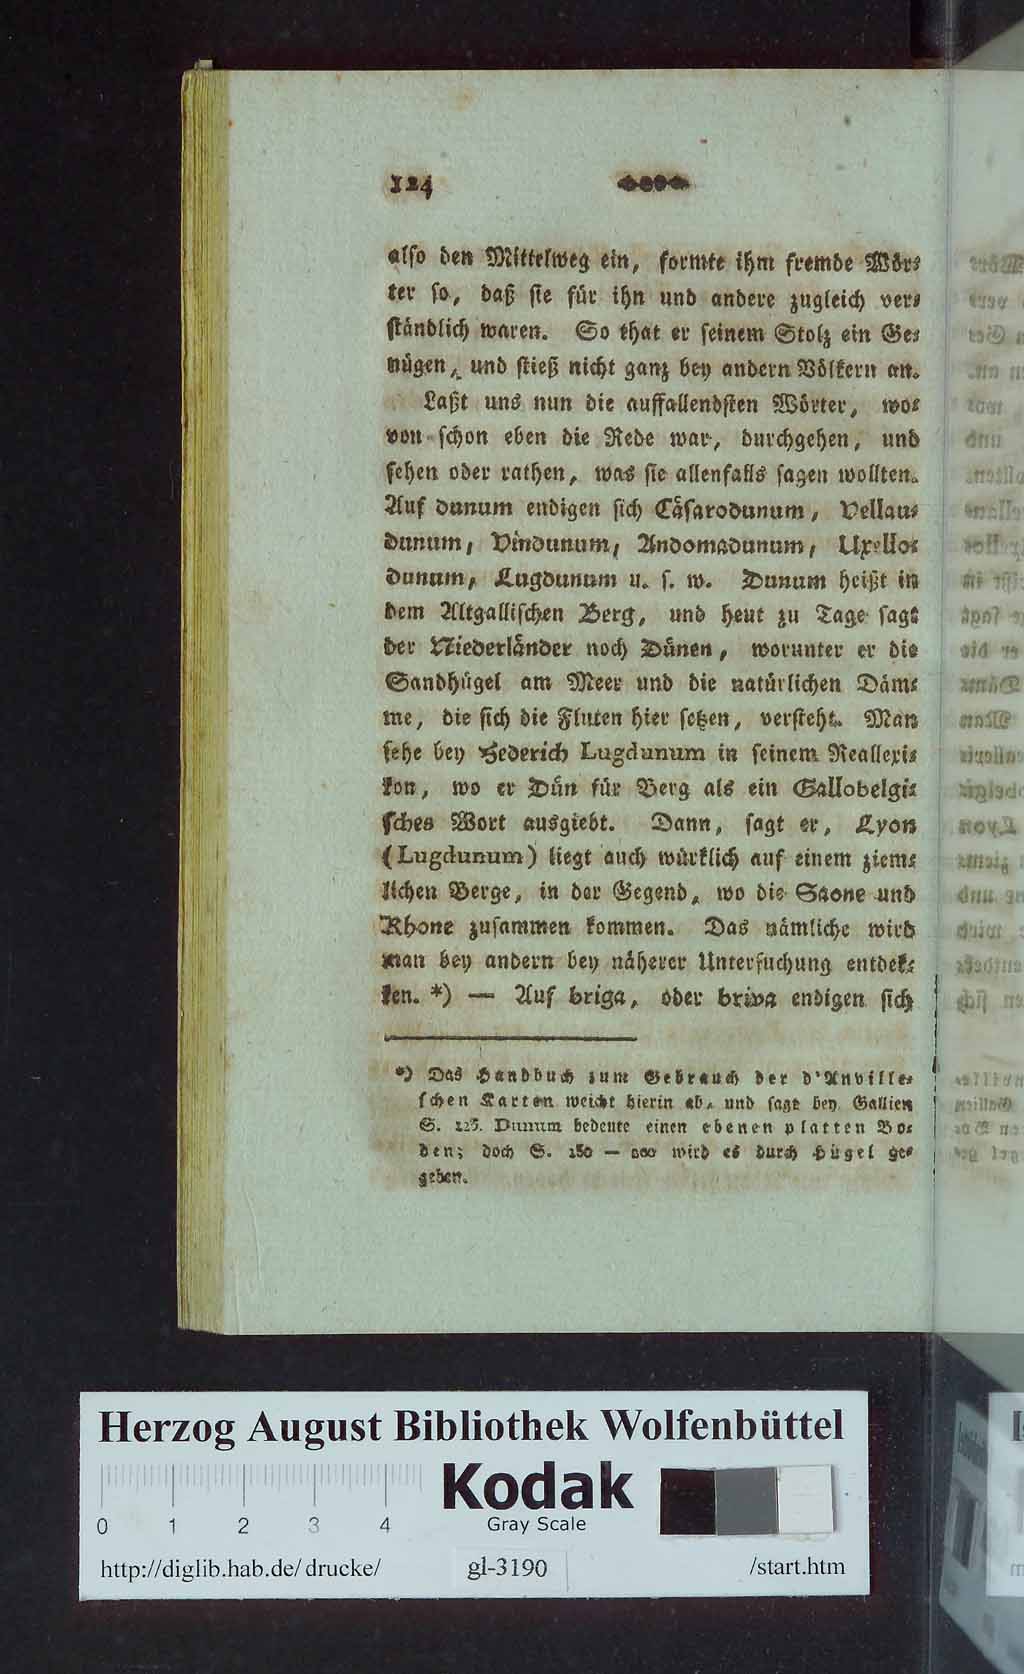 124
also den Mittelweg ein, formte ihm fremde Wör⸗
ter so, daß sie für ihn und andere zugleich ver⸗
ständlich waren. So that er seinem Stolz ein Ge⸗
nügen, und stieß nicht ganz bey andern Völkern an.
Laßt uns nun die auffallendsten Wörter, wo⸗
von schon eben die Rede war, durchgehen, und
sehen oder rathen, was sie allenfalls sagen wollten.
Auf dunum endigen sich Cäsarodunum, Vellau⸗
dunum, Vindunum, Andomadunum, Uxello⸗
dunum, Lugdunum u. s. w. Dunum heißt in
dem Altgallischen Berg, und heut zu Tage sagt
der Niederländer noch Dünen, worunter er die
Sandhügel am Meer und die natürlichen Däm⸗
me, die sich die Fluten hier setzen, versteht. Man
sehe bey Hederich Lugdunum in seinem Reallexi⸗
kon, wo er Dün für Berg als ein Gallobelgi⸗
sches Wort ausgiebt. Dann, sagt er, Lyon
(Lugdunum) liegt auch würklich auf einem ziem⸗
lichen Berge, in der Gegend, wo die Saone und
Rhone zusammen kommen. Das nämliche wird
man bey andern bey näherer Untersuchung entdek⸗
ken. *) — Auf briga, oder briva endigen sich
*) Das Handbuch zum Gebrauch der d'Anville⸗
schen Karten weicht hierin ab, und sagt bey Gallien
S. Dunum bedeute einen ebenen platten Bo⸗
den; doch S. wird es durch Hügel ge⸗
geben.
Herzog August Bibliothek Wolfenbüttel
Kodak
Gray Scale
0 1 2 3 4
http://diglib.hab.de/drucke/ gl-3190 /start.htm